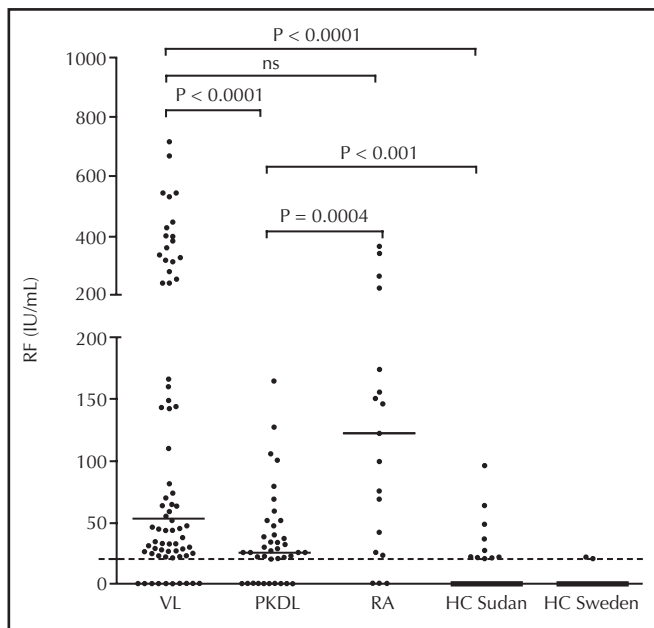 P < 0.0001
1000
ns
P < 0.0001
800
P < 0.001
600
P = 0.0004
400
200
RF (IU/mL)
200
150
100
50
0
VL PKDL RA HC Sudan HC Sweden